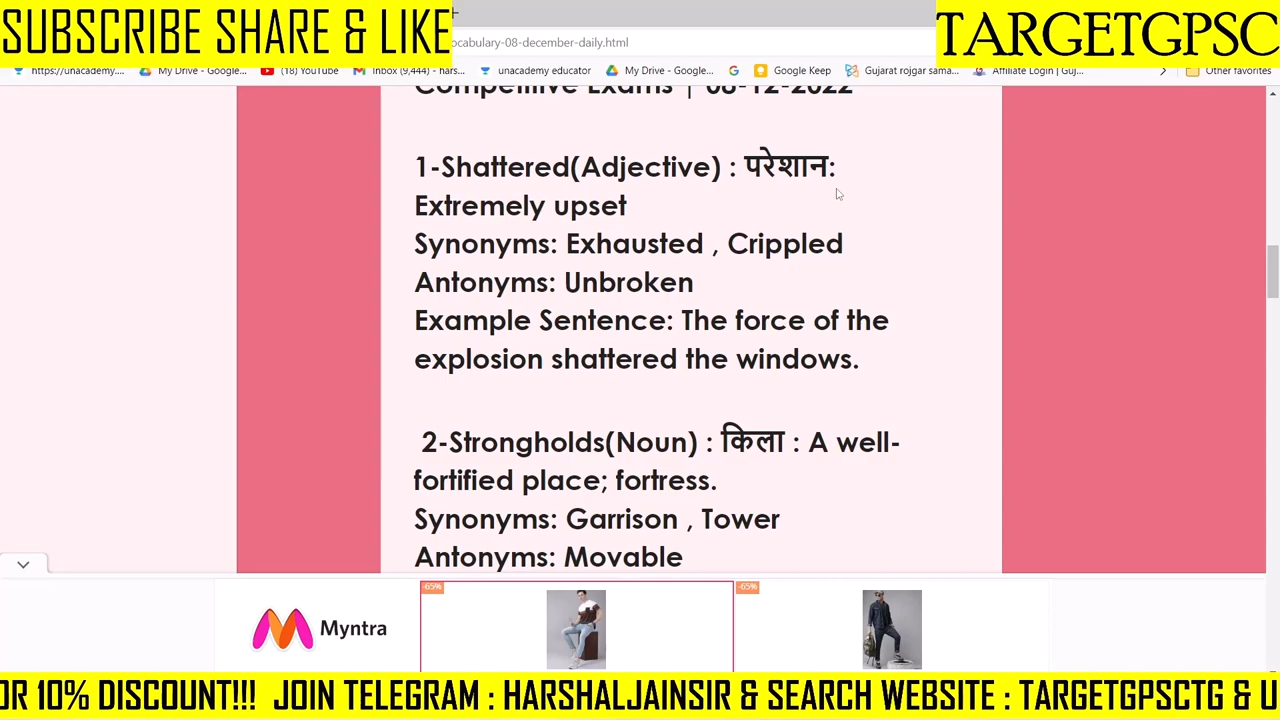 SUBSCRIBE SHARE & LIKE
TARGETGPSC
ocabulary-08-december-daily.html
https://unacademy.... My Drive - Google... (18) YouTube Inbox (9,444) - hars... unacademy educator My Drive - Google... Google Keep Gujarat rojgar sama... Affiliate Login | Guj... Other favorites
Competitive Exams | 08-12-2022
1-Shattered(Adjective) : परेशान:
Extremely upset
Synonyms: Exhausted , Crippled
Antonyms: Unbroken
Example Sentence: The force of the
explosion shattered the windows.
2-Strongholds(Noun) : किला : A well-
fortified place; fortress.
Synonyms: Garrison , Tower
Antonyms: Movable
-65%
-65%
Myntra
OR 10% DISCOUNT!!! JOIN TELEGRAM : HARSHALJAINSIR & SEARCH WEBSITE : TARGETGPSCTG & U